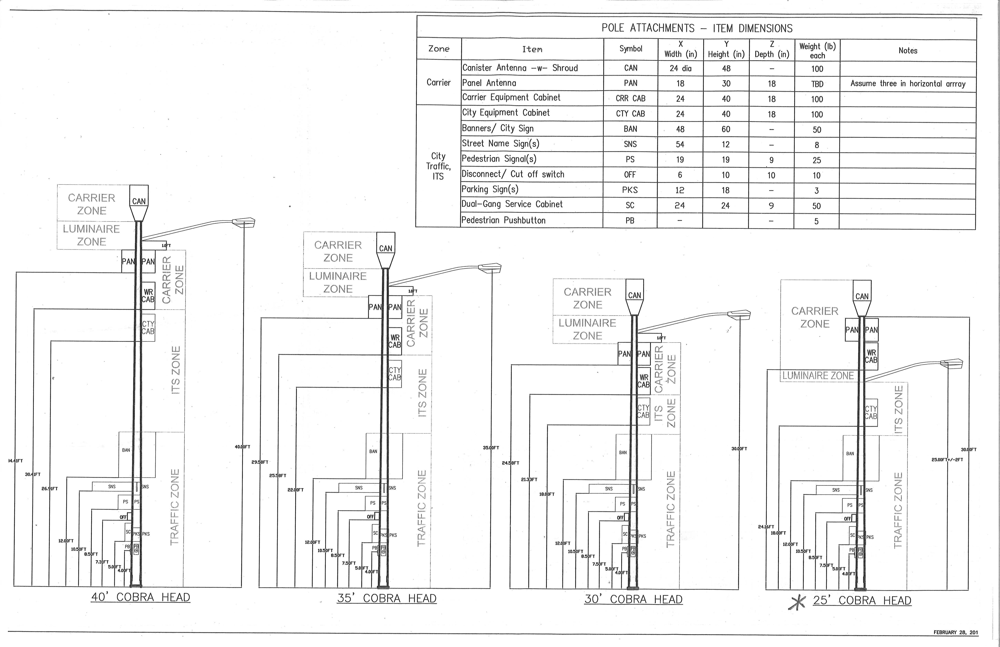 POLE ATTACHMENTS – ITEM DIMENSIONS
Zone Item Symbol X Width (in) Y Height (in) Z Depth (in) Weight (lb) each Notes
Carrier
Canister Antenna –w– Shroud CAN 24 dia 48 – 100
Panel Antenna PAN 18 30 18 TBD Assume three in horizontal arrray
Carrier Equipment Cabinet CRR CAB 24 40 18 100
City Traffic, ITS
City Equipment Cabinet CTY CAB 24 40 18 100
Banners/ City Sign BAN 48 60 – 50
Street Name Sign(s) SNS 54 12 – 8
Pedestrian Signal(s) PS 19 19 9 25
Disconnect/ Cut off switch OFF 6 10 10 10
Parking Sign(s) PKS 12 18 – 3
Dual–Gang Service Cabinet SC 24 24 9 50
Pedestrian Pushbutton PB – – 5
CARRIER
ZONE
CAN
LUMINAIRE
ZONE
1.0FT
PAN PAN
CARRIER
ZONE
WR
CAB
CTY
CAB
ITS ZONE
BAN
40.00FT
30.41FT
26.91FT
SNS SNS
PS PS
OFF
SC PKS PKS
PB PB
TRAFFIC ZONE
12.00FT
10.50FT
8.50FT
7.31FT
5.00FT
4.00FT
40' COBRA HEAD
CARRIER
ZONE
CAN
LUMINAIRE
ZONE
1.0FT
PAN PAN
CARRIER
ZONE
WR
CAB
CTY
CAB
ITS ZONE
BAN
35.00FT
29.58FT
25.58FT
22.00FT
SNS SNS
PS PS
OFF
SC PKS PKS
PB PB
TRAFFIC ZONE
12.00FT
10.50FT
8.50FT
7.50FT
5.00FT
4.00FT
35' COBRA HEAD
CARRIER
ZONE
CAN
LUMINAIRE
ZONE
1.0FT
PAN PAN
CARRIER
ZONE
WR
CAB
CTY
CAB
ITS
ZONE
BAN
30.00FT
24.58FT
21.33FT
18.00FT
SNS SNS
PS PS
OFF
SC PKS PKS
PB PB
TRAFFIC ZONE
12.00FT
10.50FT
8.50FT
7.50FT
5.00FT
4.00FT
30' COBRA HEAD
CAN
CARRIER
ZONE
PAN PAN
WR
CAB
LUMINAIRE ZONE
CTY
CAB
ITS ZONE
BAN
30.00FT
25.00FT+/-2FT
SNS SNS
PS PS
OFF
24.16FT
18.00FT
SC PKS PKS
PB PB
TRAFFIC ZONE
12.00FT
10.50FT
8.50FT
7.50FT
5.00FT
4.00FT
* 25' COBRA HEAD
FEBRUARY 28, 201